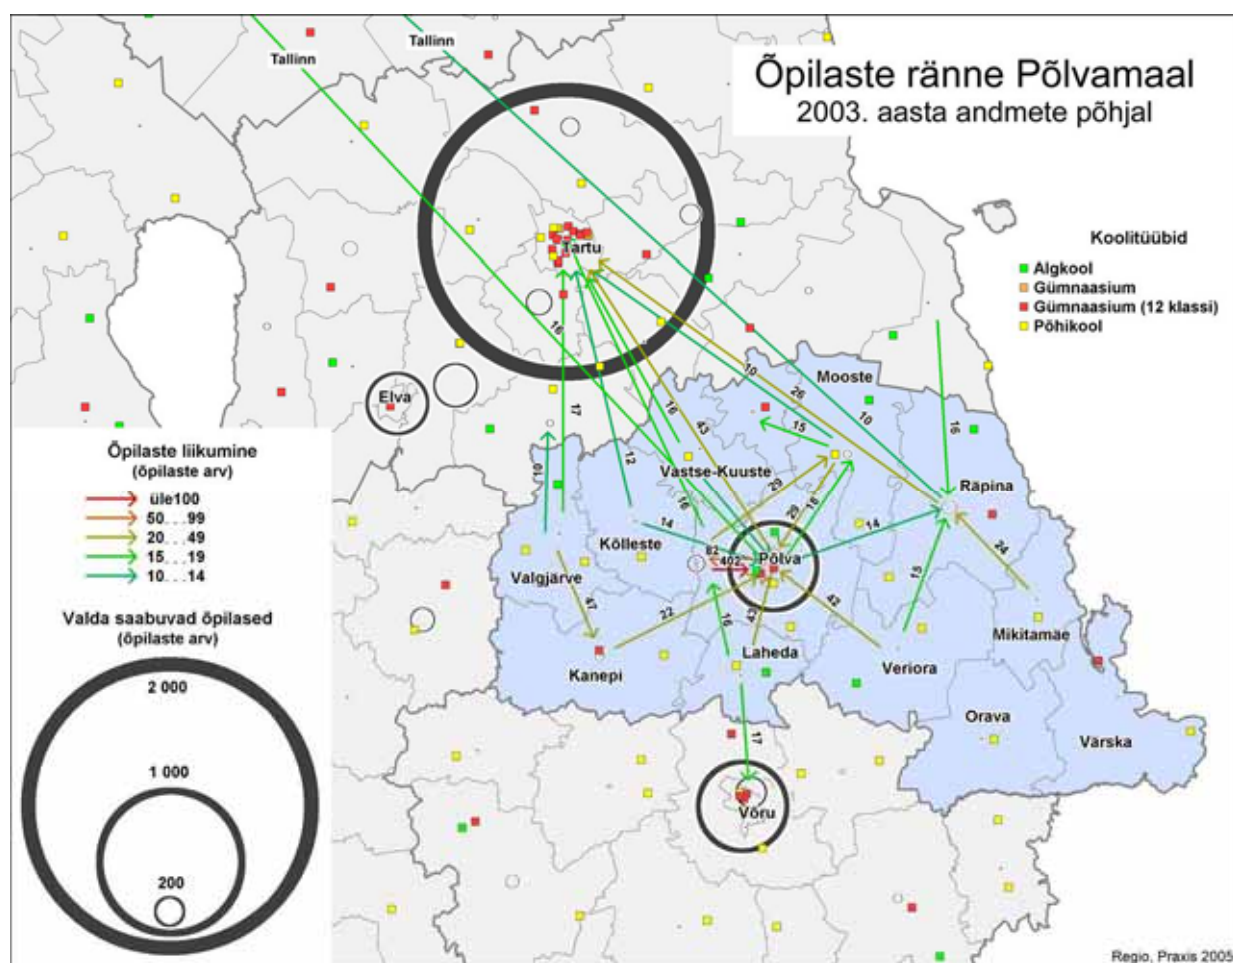 Õpilaste ränne Põlvamaal
2003. aasta andmete põhjal
Tallinn
Tallinn
Koolitüübid
Algkool
Gümnaasium
Gümnaasium (12 klassi)
Põhikool
Tartu
Elva
16
17
10
12
16
43
10
26
10
16
15
Mooste
Vastse-Kuuste
29
29
18
16
14
14
Räpina
24
15
Kölleste
82
402
Põlva
Valgjärve
47
22
16
43
42
Kanepi
Laheda
Veriora
Mikitamäe
Orava
Värska
17
Võru
Õpilaste liikumine
(õpilaste arv)
üle100
50. . .99
20. . .49
15. . .19
10. . .14
Valda saabuvad õpilased
(õpilaste arv)
2 000
1 000
200
Regio, Praxis 2005